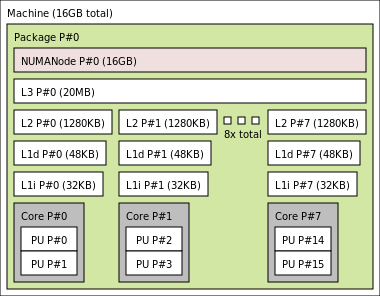 Machine (16GB total)
Package P#0
NUMANode P#0 (16GB)
L3 P#0 (20MB)
L2 P#0 (1280KB) L2 P#1 (1280KB) L2 P#7 (1280KB)
8x total
L1d P#0 (48KB) L1d P#1 (48KB) L1d P#7 (48KB)
L1i P#0 (32KB) L1i P#1 (32KB) L1i P#7 (32KB)
Core P#0 Core P#1 Core P#7
PU P#0 PU P#2 PU P#14
PU P#1 PU P#3 PU P#15